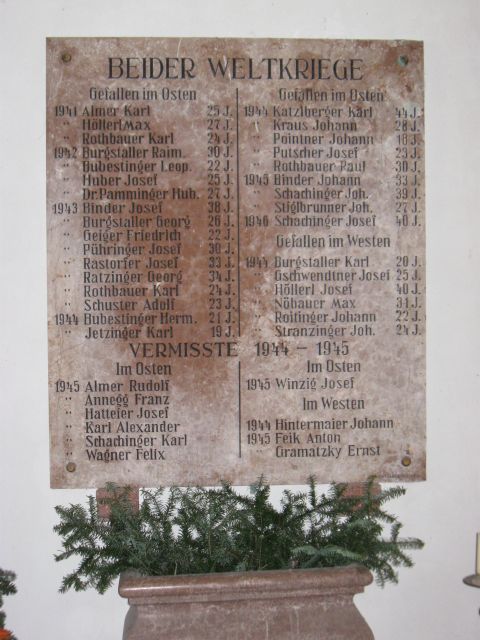 BEIDER WELTKRIEGE
Gefallen im Osten
1941 Almer Karl 25 J.
" Höllerl Max 27 J.
" Rothbauer Karl 24 J.
1942 Burgstaller Raim. 30 J.
" Bubestinger Leop. 22 J.
" Huber Josef 25 J.
" Dr. Pamminger Hub. 27 J.
1943 Binder Josef 38 J.
" Burgstaller Georg 26 J.
" Geiger Friedrich 22 J.
" Pühringer Josef 30 J.
" Rastorfer Josef 33 J.
" Ratzinger Georg 34 J.
" Rothbauer Karl 24 J.
" Schuster Adolf 23 J.
1944 Bubestinger Herm. 21 J.
" Jetzinger Karl 19 J.
Gefallen im Osten
1944 Katzlberger Karl 44 J.
" Kraus Johann 28 J.
" Pointner Johann 18 J.
" Putscher Josef 23 J.
" Rothbauer Paul 30 J.
1945 Binder Johann 33 J.
" Schachinger Joh. 39 J.
" Stiglbrunner Joh. 27 J.
1946 Schachinger Josef 40 J.
Gefallen im Westen
1944 Burgstaller Karl 20 J.
" Gschwendtner Josef 25 J.
" Höllerl Josef 40 J.
" Nöbauer Max 31 J.
" Roitinger Johann 22 J.
" Stranzinger Joh. 24 J.
VERMISSTE 1944 – 1945
Im Osten
1945 Almer Rudolf
" Annegg Franz
" Hatteier Josef
" Karl Alexander
" Schachinger Karl
" Wagner Felix
Im Osten
1945 Winzig Josef
Im Westen
1944 Hintermaier Johann
1945 Feik Anton
" Gramatzky Ernst